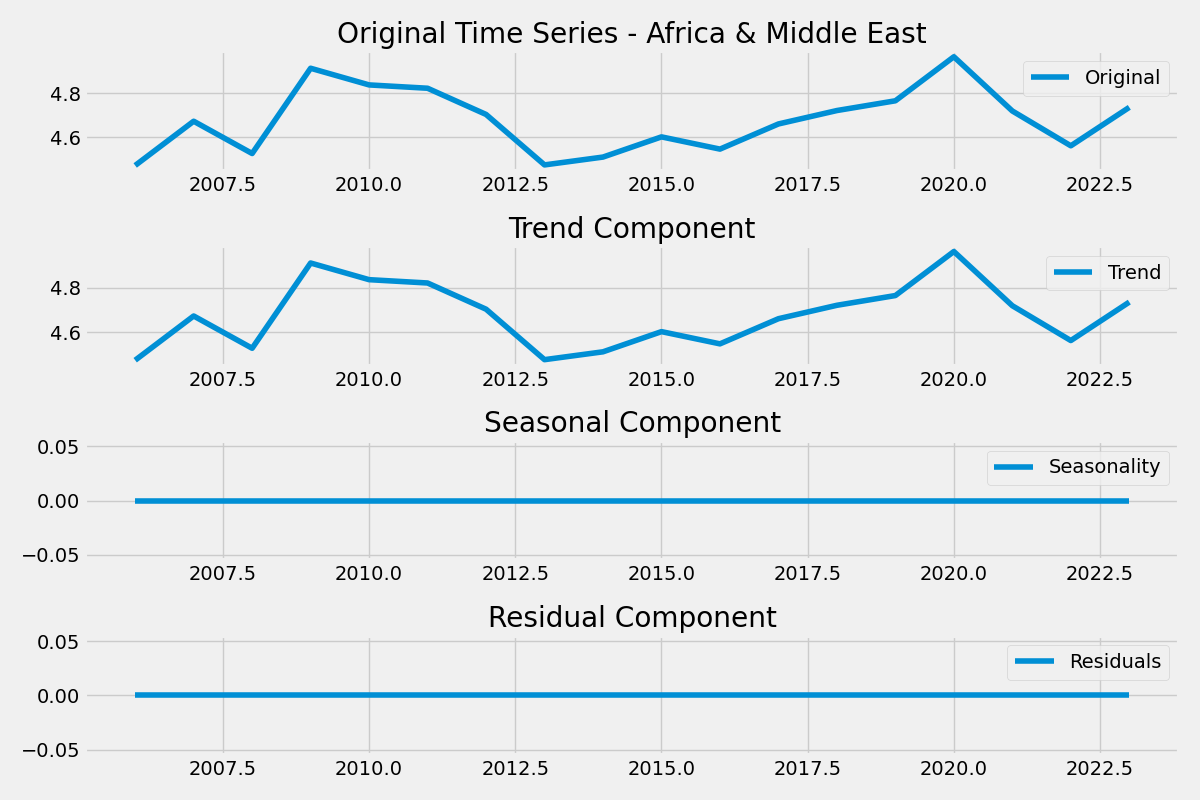 Original Time Series - Africa & Middle East
Original
4.8
4.6
2007.5 2010.0 2012.5 2015.0 2017.5 2020.0 2022.5
Trend Component
Trend
4.8
4.6
2007.5 2010.0 2012.5 2015.0 2017.5 2020.0 2022.5
Seasonal Component
0.05
Seasonality
0.00
−0.05
2007.5 2010.0 2012.5 2015.0 2017.5 2020.0 2022.5
Residual Component
0.05
Residuals
0.00
−0.05
2007.5 2010.0 2012.5 2015.0 2017.5 2020.0 2022.5